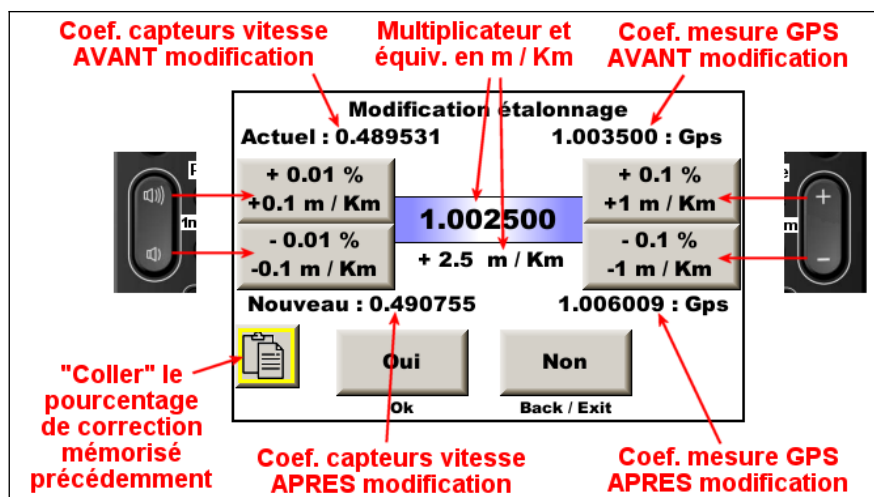 Coef. capteurs vitesse
AVANT modification
Multiplicateur et
équiv. en m / Km
Coef. mesure GPS
AVANT modification
Modification étalonnage
Actuel : 0.489531
1.003500 : Gps
+ 0.01 %
+0.1 m / Km
- 0.01 %
-0.1 m / Km
1.002500
+ 2.5 m / Km
+ 0.1 %
+1 m / Km
- 0.1 %
-1 m / Km
Nouveau : 0.490755
1.006009 : Gps
Oui
Non
Ok
Back / Exit
"Coller" le
pourcentage
de correction
mémorisé
précédemment
Coef. capteurs vitesse
APRES modification
Coef. mesure GPS
APRES modification